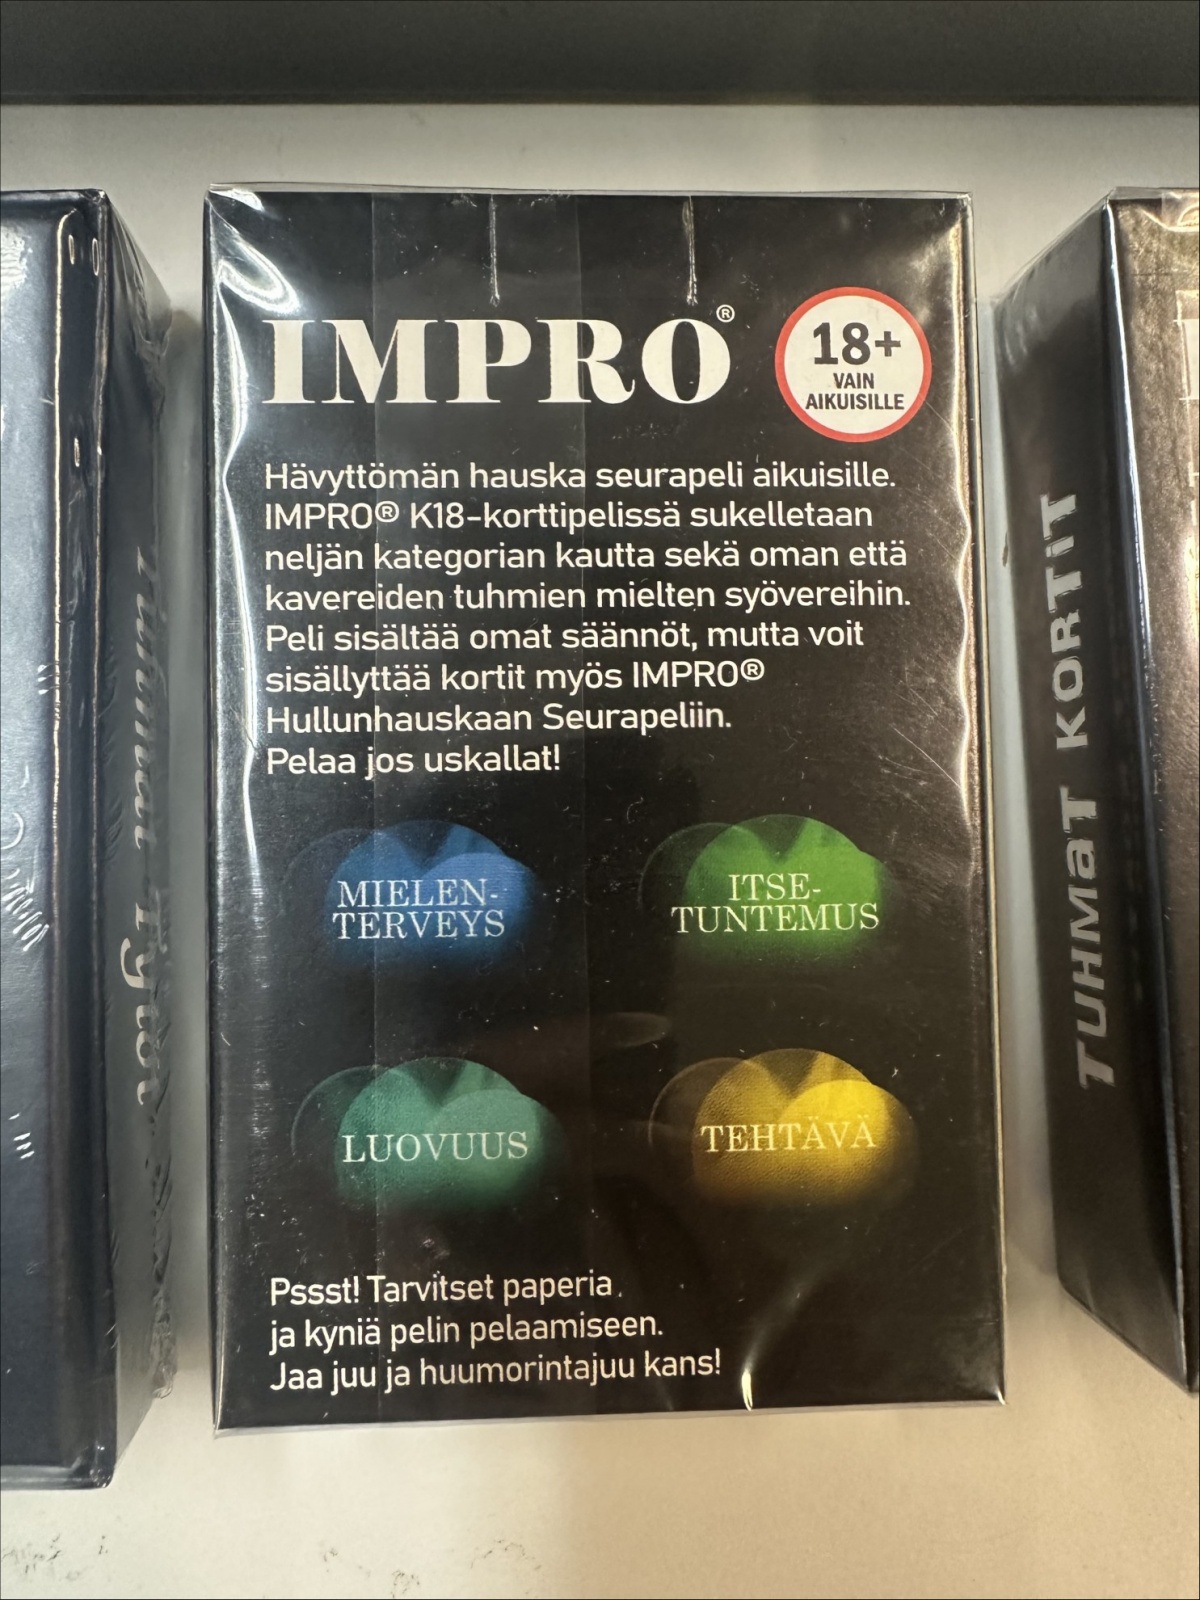 IMPRO®
18+
VAIN
AIKUISILLE
Hävyttömän hauska seurapeli aikuisille.
IMPRO® K18-korttipelissä sukelletaan
neljän kategorian kautta sekä oman että
kavereiden tuhmien mielten syövereihin.
Peli sisältää omat säännöt, mutta voit
sisällyttää kortit myös IMPRO®
Hullunhauskaan Seurapeliin.
Pelaa jos uskallat!
MIELEN-
TERVEYS
ITSE-
TUNTEMUS
LUOVUUS
TEHTÄVÄ
Pssst! Tarvitset paperia
ja kyniä pelin pelaamiseen.
Jaa juu ja huumorintajuu kans!
TUHMaT KORTiT